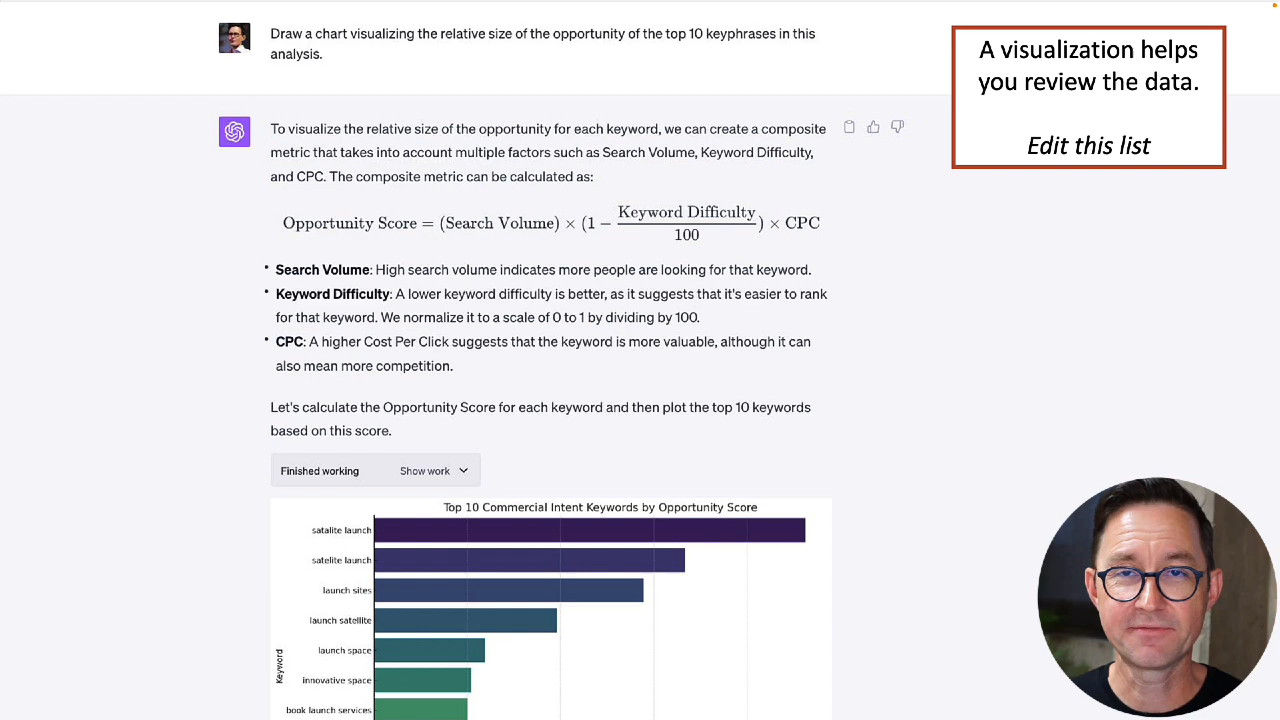 Draw a chart visualizing the relative size of the opportunity of the top 10 keyphrases in this
analysis.
A visualization helps
you review the data.
Edit this list
To visualize the relative size of the opportunity for each keyword, we can create a composite
metric that takes into account multiple factors such as Search Volume, Keyword Difficulty,
and CPC. The composite metric can be calculated as:
Opportunity Score = (Search Volume) × (1 − Keyword Difficulty / 100) × CPC
• Search Volume: High search volume indicates more people are looking for that keyword.
• Keyword Difficulty: A lower keyword difficulty is better, as it suggests that it's easier to rank
for that keyword. We normalize it to a scale of 0 to 1 by dividing by 100.
• CPC: A higher Cost Per Click suggests that the keyword is more valuable, although it can
also mean more competition.
Let's calculate the Opportunity Score for each keyword and then plot the top 10 keywords
based on this score.
Finished working Show work
Top 10 Commercial Intent Keywords by Opportunity Score
satalite launch
satelite launch
launch sites
launch satellite
launch space
innovative space
book launch services
Keyword